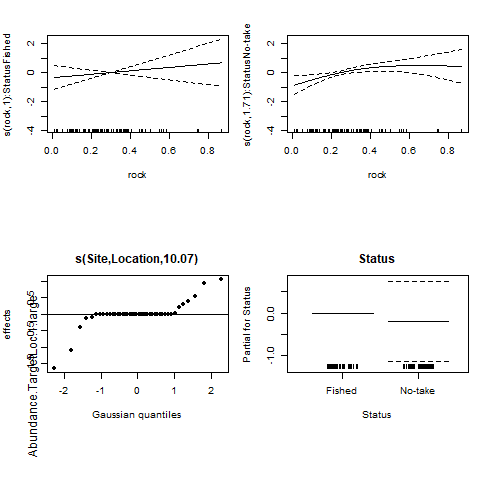 s(rock,1):StatusFished
2
0
-2
-4
0.0 0.2 0.4 0.6 0.8
rock
s(rock,1.71):StatusNo-take
2
0
-2
-4
0.0 0.2 0.4 0.6 0.8
rock
s(Site,Location,10.07)
effects
Abundance.TargetLoc.Targe
-2 -1 0 1 2
Gaussian quantiles
Status
Partial for Status
0.0
-1.0
Fished No-take
Status